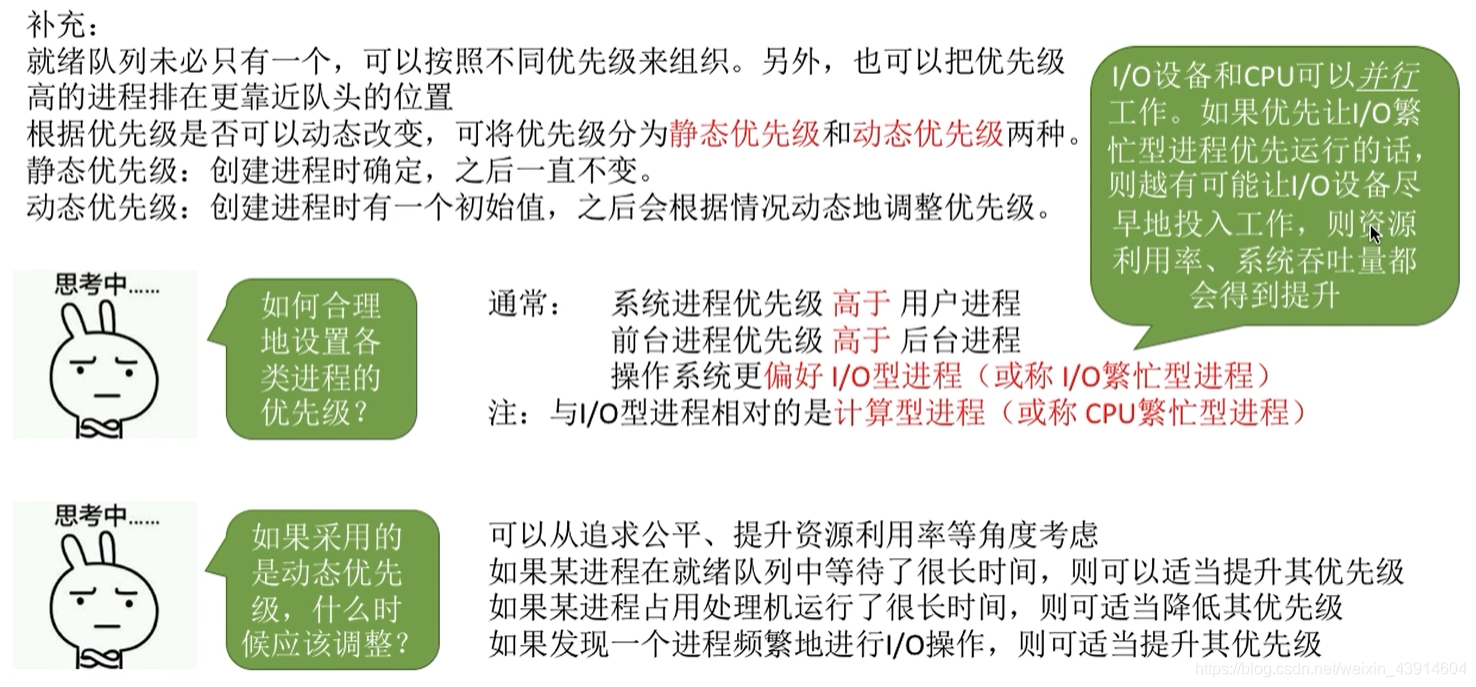 补充：
就绪队列未必只有一个，可以按照不同优先级来组织。另外，也可以把优先级
高的进程排在更靠近队头的位置
根据优先级是否可以动态改变，可将优先级分为静态优先级和动态优先级两种。
静态优先级：创建进程时确定，之后一直不变。
动态优先级：创建进程时有一个初始值，之后会根据情况动态地调整优先级。
I/O设备和CPU可以并行
工作。如果优先让I/O繁
忙型进程优先运行的话，
则越有可能让I/O设备尽
早地投入工作，则资源
利用率、系统吞吐量都
会得到提升
思考中......
如何合理
地设置各
类进程的
优先级？
通常： 系统进程优先级 高于 用户进程
前台进程优先级 高于 后台进程
操作系统更偏好 I/O型进程（或称 I/O繁忙型进程）
注：与I/O型进程相对的是计算型进程（或称 CPU繁忙型进程）
思考中......
如果采用的
是动态优先
级，什么时
候应该调整？
可以从追求公平、提升资源利用率等角度考虑
如果某进程在就绪队列中等待了很长时间，则可以适当提升其优先级
如果某进程占用处理机运行了很长时间，则可适当降低其优先级
如果发现一个进程频繁地进行I/O操作，则可适当提升其优先级
https://blog.csdn.net/weixin_43914604